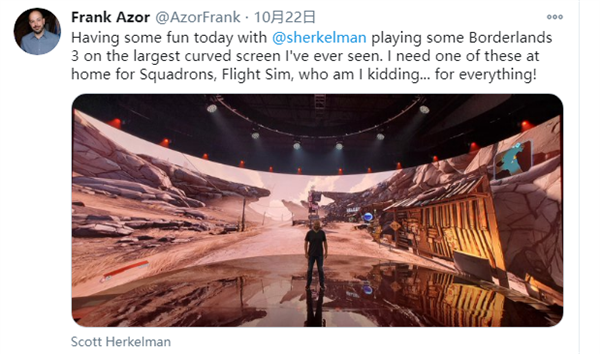 Frank Azor @AzorFrank · 10月22日
Having some fun today with @sherkelman playing some Borderlands
3 on the largest curved screen I've ever seen. I need one of these at
home for Squadrons, Flight Sim, who am I kidding... for everything!
Scott Herkelman